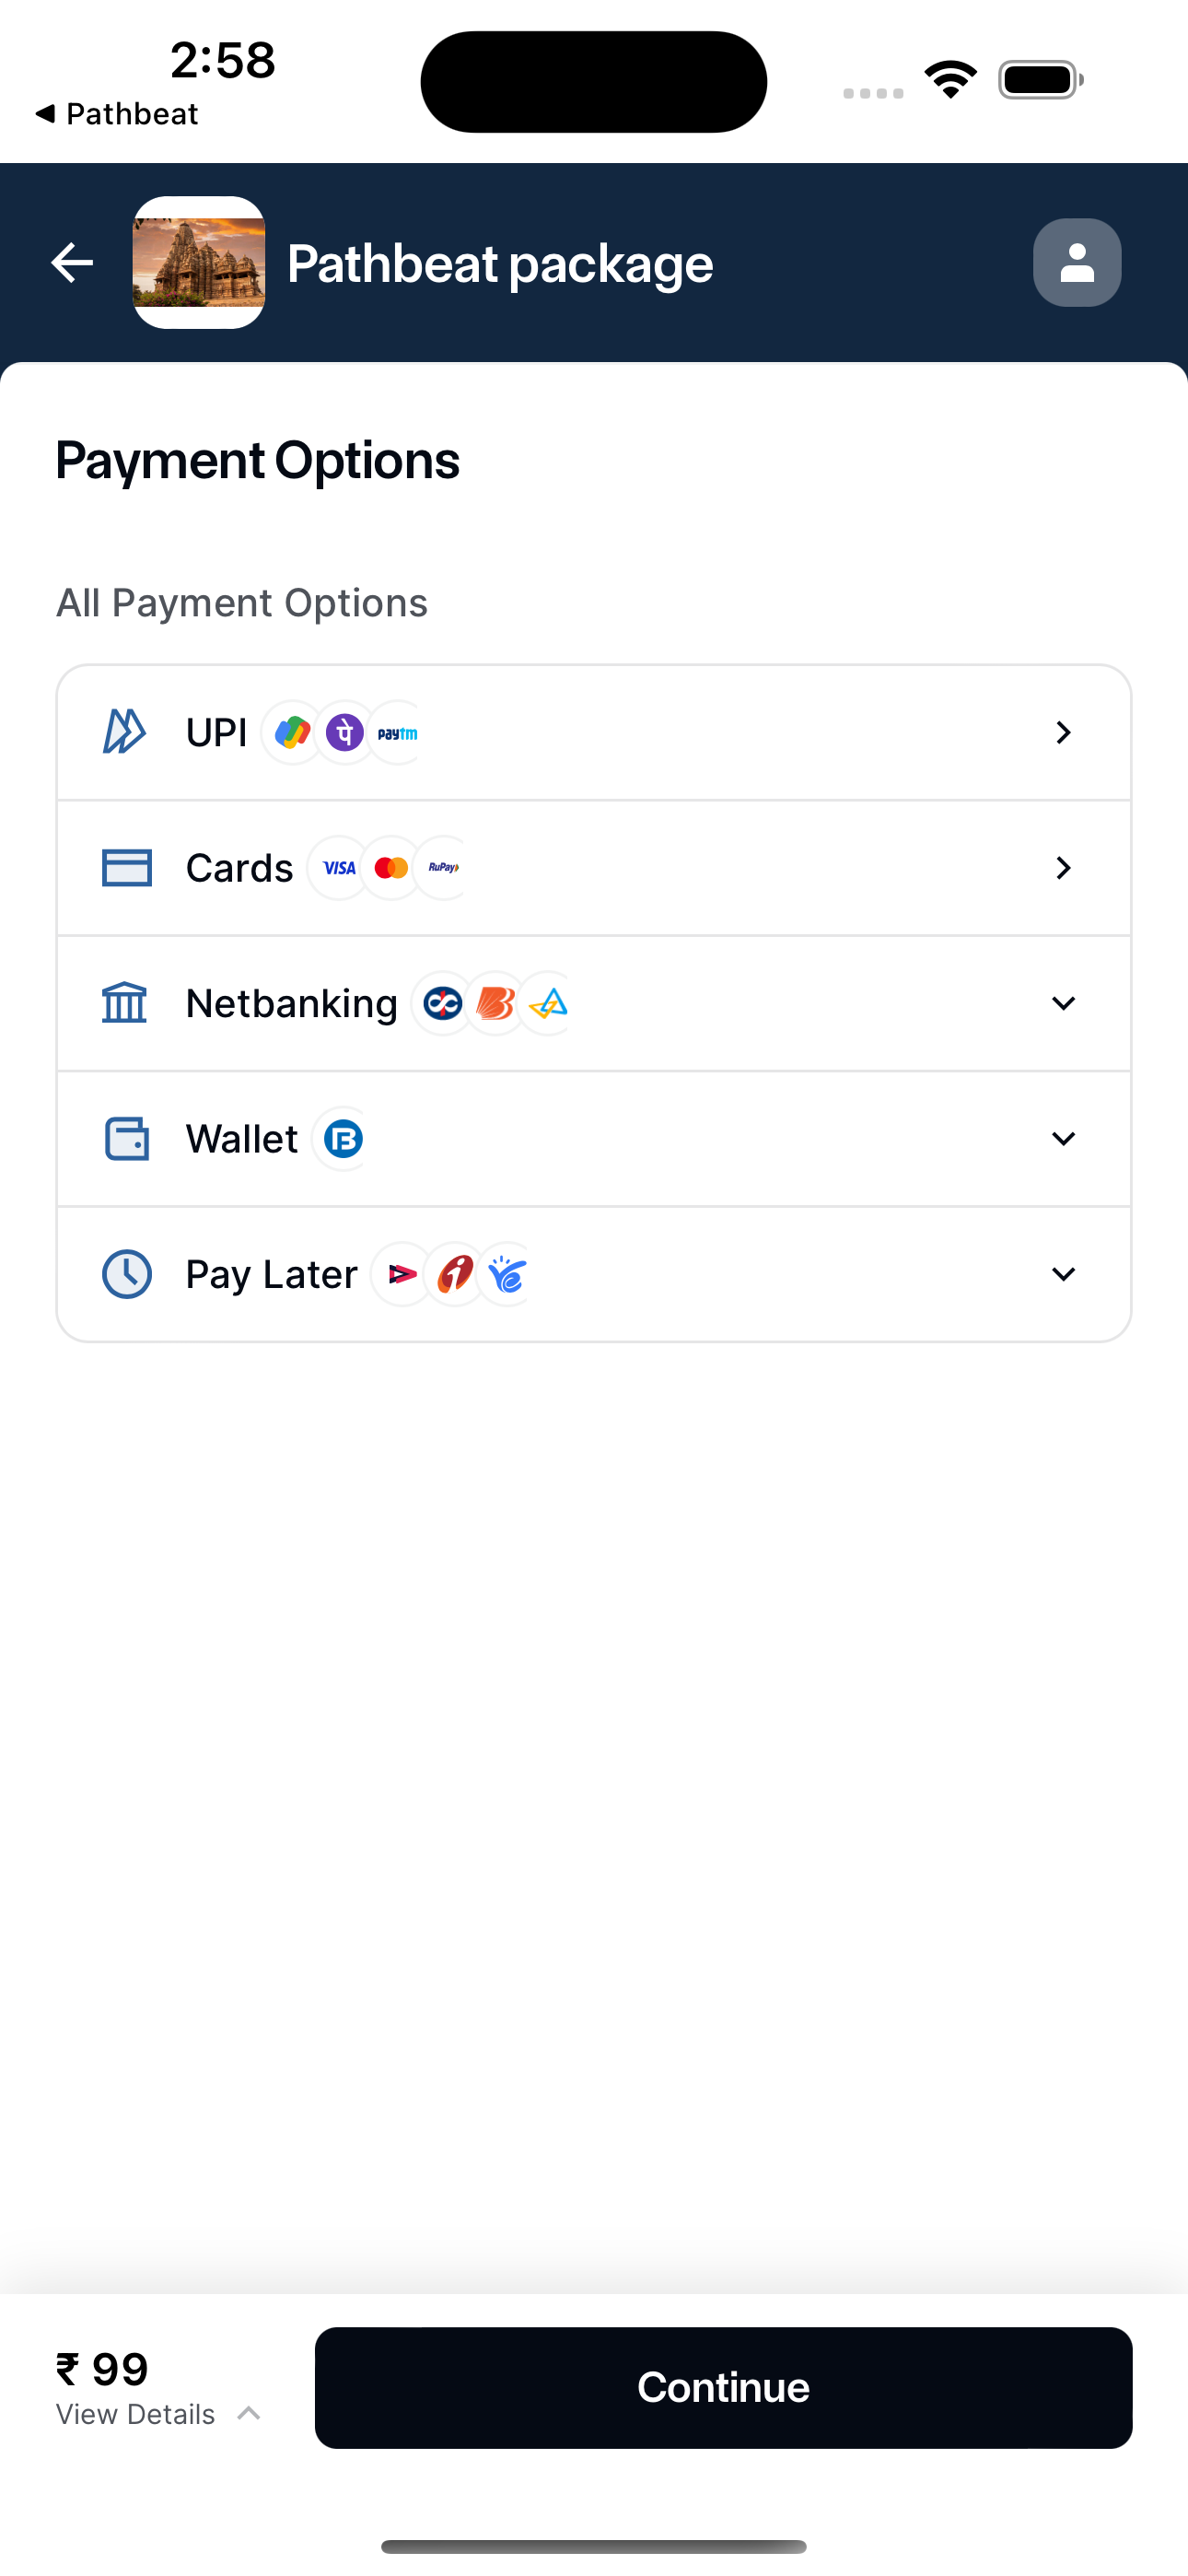 2:58
Pathbeat
Pathbeat package
Payment Options
All Payment Options
UPI पे paytm
Cards VISA RuPay
Netbanking
Wallet
Pay Later
₹ 99
View Details
Continue